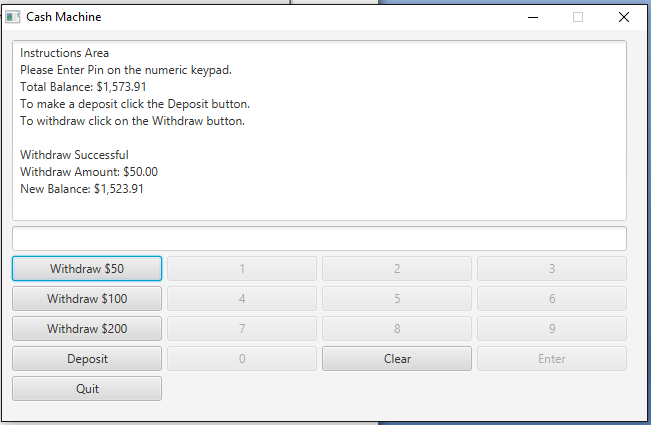 Cash Machine
Instructions Area
Please Enter Pin on the numeric keypad.
Total Balance: $1,573.91
To make a deposit click the Deposit button.
To withdraw click on the Withdraw button.
Withdraw Successful
Withdraw Amount: $50.00
New Balance: $1,523.91
Withdraw $50 1 2 3
Withdraw $100 4 5 6
Withdraw $200 7 8 9
Deposit 0 Clear Enter
Quit